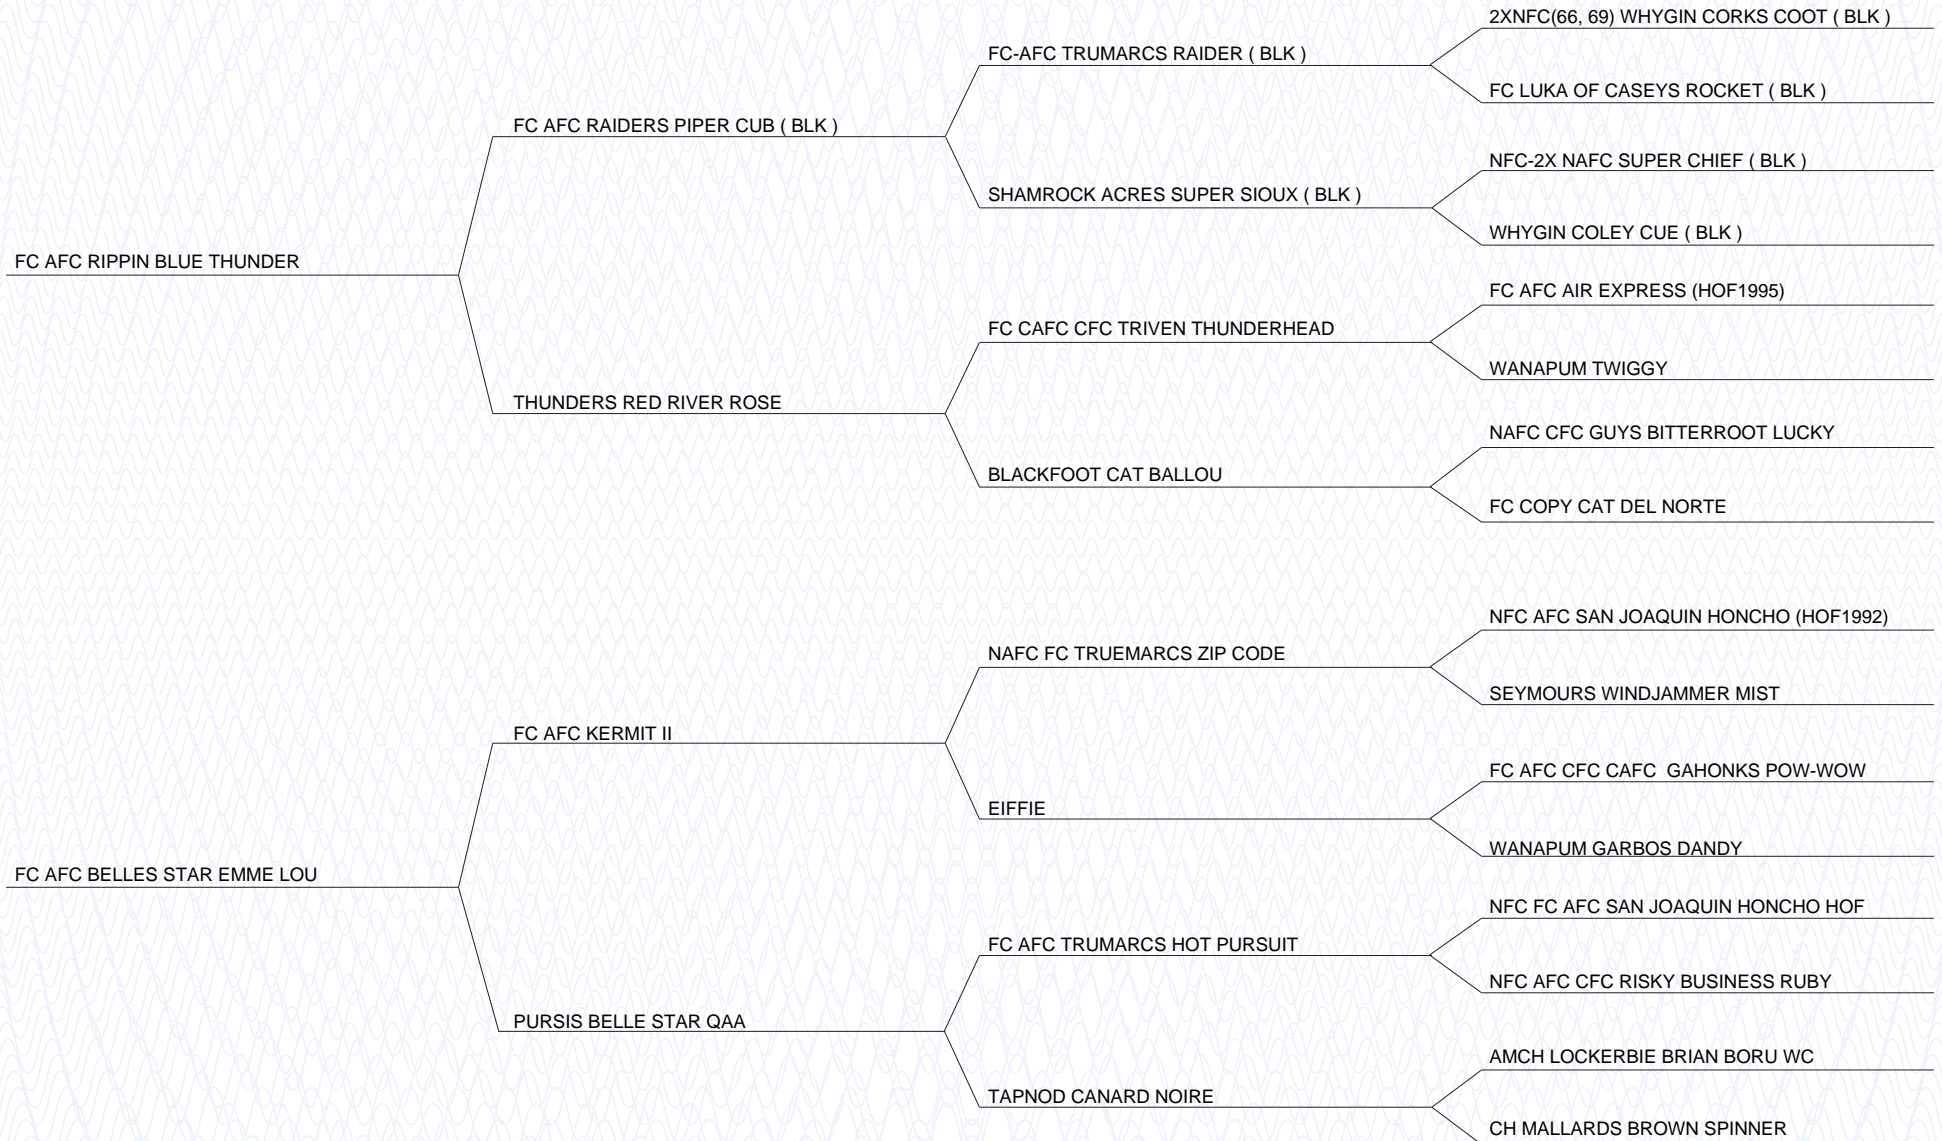 2XNFC(66, 69) WHYGIN CORKS COOT ( BLK )
FC-AFC TRUMARCS RAIDER ( BLK )
FC LUKA OF CASEYS ROCKET ( BLK )
FC AFC RAIDERS PIPER CUB ( BLK )
NFC-2X NAFC SUPER CHIEF ( BLK )
SHAMROCK ACRES SUPER SIOUX ( BLK )
WHYGIN COLEY CUE ( BLK )
FC AFC RIPPIN BLUE THUNDER
FC AFC AIR EXPRESS (HOF1995)
FC CAFC CFC TRIVEN THUNDERHEAD
WANAPUM TWIGGY
THUNDERS RED RIVER ROSE
NAFC CFC GUYS BITTERROOT LUCKY
BLACKFOOT CAT BALLOU
FC COPY CAT DEL NORTE
NFC AFC SAN JOAQUIN HONCHO (HOF1992)
NAFC FC TRUEMARCS ZIP CODE
SEYMOURS WINDJAMMER MIST
FC AFC KERMIT II
FC AFC CFC CAFC  GAHONKS POW-WOW
EIFFIE
WANAPUM GARBOS DANDY
FC AFC BELLES STAR EMME LOU
NFC FC AFC SAN JOAQUIN HONCHO HOF
FC AFC TRUMARCS HOT PURSUIT
NFC AFC CFC RISKY BUSINESS RUBY
PURSIS BELLE STAR QAA
AMCH LOCKERBIE BRIAN BORU WC
TAPNOD CANARD NOIRE
CH MALLARDS BROWN SPINNER